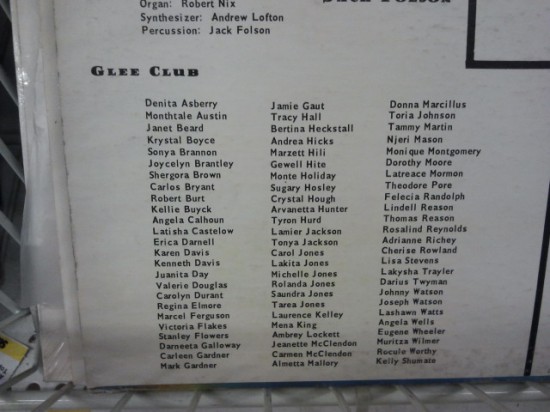 Organ: Robert Nix
Synthesizer: Andrew Lofton
Percussion: Jack Folson
GLEE CLUB
Denita Asberry
Monthtale Austin
Janet Beard
Krystal Boyce
Sonya Brannon
Joycelyn Brantley
Shergora Brown
Carlos Bryant
Robert Burt
Kellie Buyck
Angela Calhoun
Latisha Castelow
Erica Darnell
Karen Davis
Kenneth Davis
Juanita Day
Valerie Douglas
Carolyn Durant
Regina Elmore
Marcel Ferguson
Victoria Flakes
Stanley Flowers
Darneeta Galloway
Carleen Gardner
Mark Gardner
Jamie Gaut
Tracy Hall
Bertina Heckstall
Andrea Hicks
Marzett Hili
Gewell Hite
Monte Holiday
Sugary Hosley
Crystal Hough
Arvanetta Hunter
Tyron Hurd
Lamier Jackson
Tonya Jackson
Carol Jones
Lakita Jones
Michelle Jones
Rolanda Jones
Saundra Jones
Tarea Jones
Laurence Kelley
Mena King
Ambrey Lockett
Jeanette McClendon
Carmen McClendon
Almetta Mallory
Donna Marcillus
Toria Johnson
Tammy Martin
Njeri Mason
Monique Montgomery
Dorothy Moore
Latreace Mormon
Theodore Pore
Felecia Randolph
Lindell Reason
Thomas Reason
Rosalind Reynolds
Adrianne Richey
Cherise Rowland
Lisa Stevens
Lakysha Trayler
Darius Twyman
Johnny Watson
Joseph Watson
Lashawn Watts
Angela Wells
Eugene Wheeler
Muritza Wilmer
Rocule Worthy
Kelly Shumate